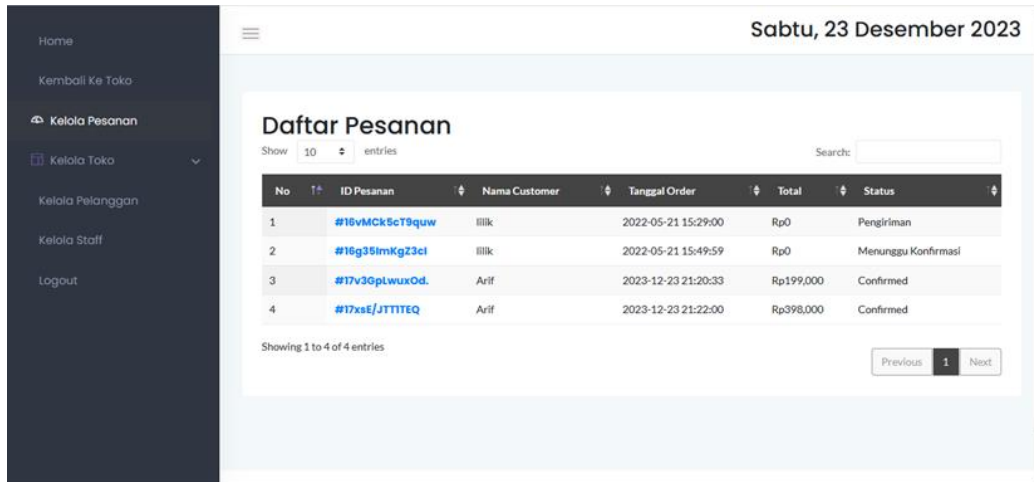 Sabtu, 23 Desember 2023
Home
Kembali Ke Toko
Kelola Pesanan
Kelola Toko
Kelola Pelanggan
Kelola Staff
Logout
Daftar Pesanan
Show 10 entries Search:
No ID Pesanan Nama Customer Tanggal Order Total Status
1 #16vMCk5cT9quw lilik 2022-05-21 15:29:00 Rp0 Pengiriman
2 lilik 2022-05-21 15:49:59 Rp0 Menunggu Konfirmasi
3 #17v3GpLwuxOd. Arif 2023-12-23 21:20:33 Rp199,000 Confirmed
4 Arif 2023-12-23 21:22:00 Rp398,000 Confirmed
Showing 1 to 4 of 4 entries
Previous 1 Next